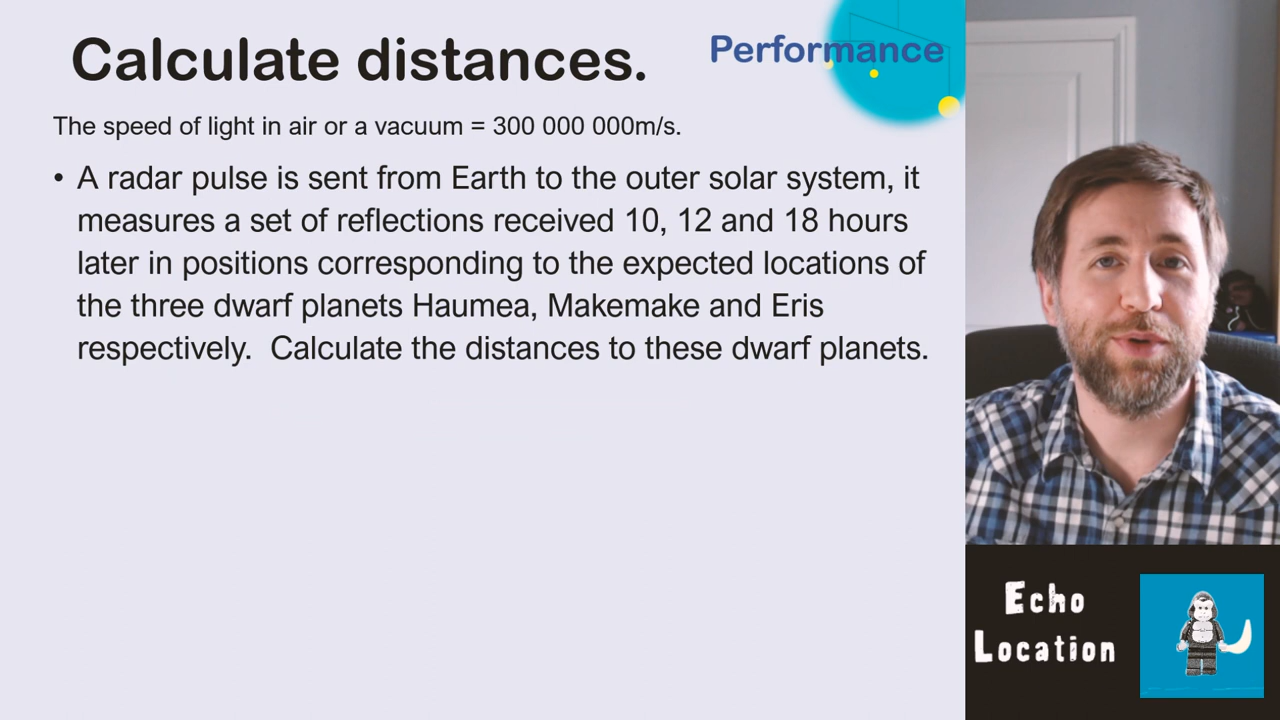 Calculate distances.
Performance
The speed of light in air or a vacuum = 300 000 000m/s.
• A radar pulse is sent from Earth to the outer solar system, it
measures a set of reflections received 10, 12 and 18 hours
later in positions corresponding to the expected locations of
the three dwarf planets Haumea, Makemake and Eris
respectively.  Calculate the distances to these dwarf planets.
Echo
Location